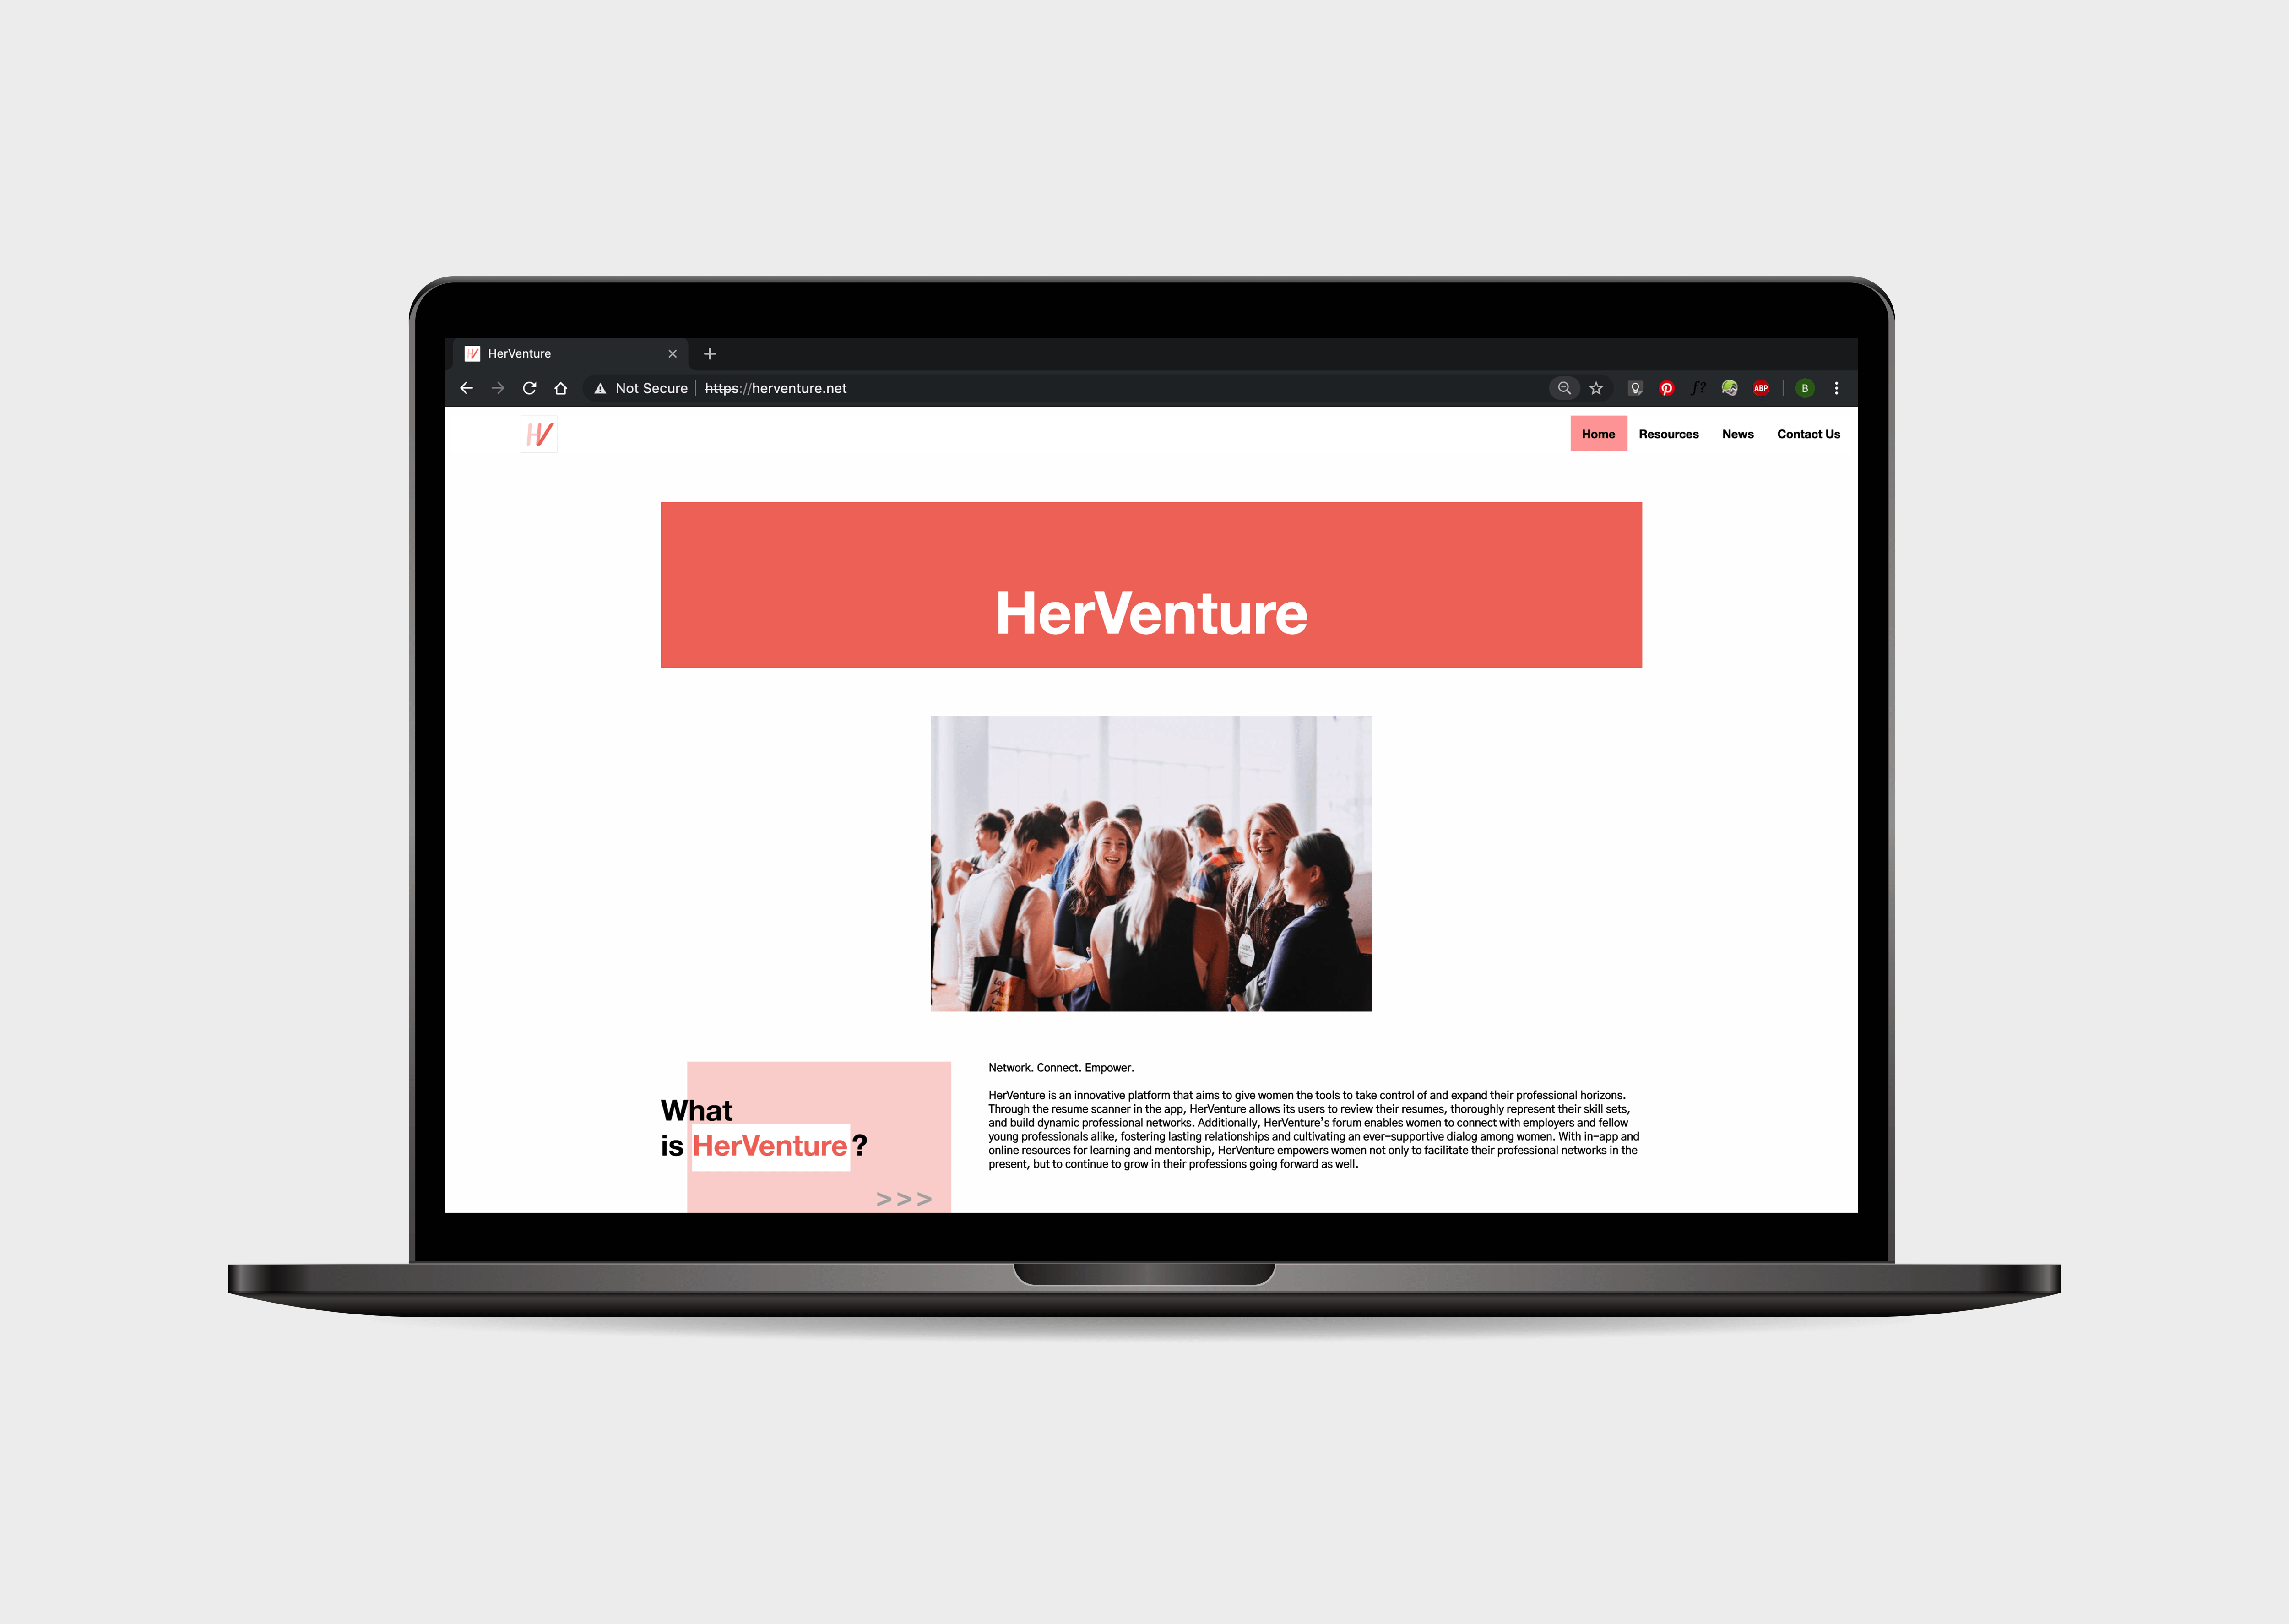 HerVenture
Not Secure https://herventure.net
ABP
B
HV
Home Resources News Contact Us
HerVenture
Network. Connect. Empower.
HerVenture is an innovative platform that aims to give women the tools to take control of and expand their professional horizons.
Through the resume scanner in the app, HerVenture allows its users to review their resumes, thoroughly represent their skill sets,
and build dynamic professional networks. Additionally, HerVenture's forum enables women to connect with employers and fellow
young professionals alike, fostering lasting relationships and cultivating an ever-supportive dialog among women. With in-app and
online resources for learning and mentorship, HerVenture empowers women not only to facilitate their professional networks in the
present, but to continue to grow in their professions going forward as well.
What
is HerVenture ?
>>>